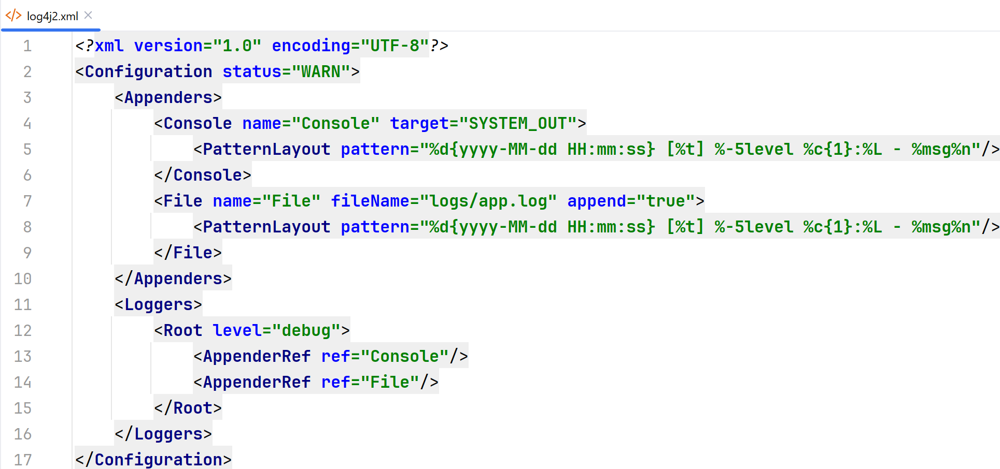 log4j2.xml
1 <?xml version="1.0" encoding="UTF-8"?>
2 <Configuration status="WARN">
3     <Appenders>
4         <Console name="Console" target="SYSTEM_OUT">
5             <PatternLayout pattern="%d{yyyy-MM-dd HH:mm:ss} [%t] %-5level %c{1}:%L - %msg%n"/>
6         </Console>
7         <File name="File" fileName="logs/app.log" append="true">
8             <PatternLayout pattern="%d{yyyy-MM-dd HH:mm:ss} [%t] %-5level %c{1}:%L - %msg%n"/>
9         </File>
10     </Appenders>
11     <Loggers>
12         <Root level="debug">
13             <AppenderRef ref="Console"/>
14             <AppenderRef ref="File"/>
15         </Root>
16     </Loggers>
17 </Configuration>